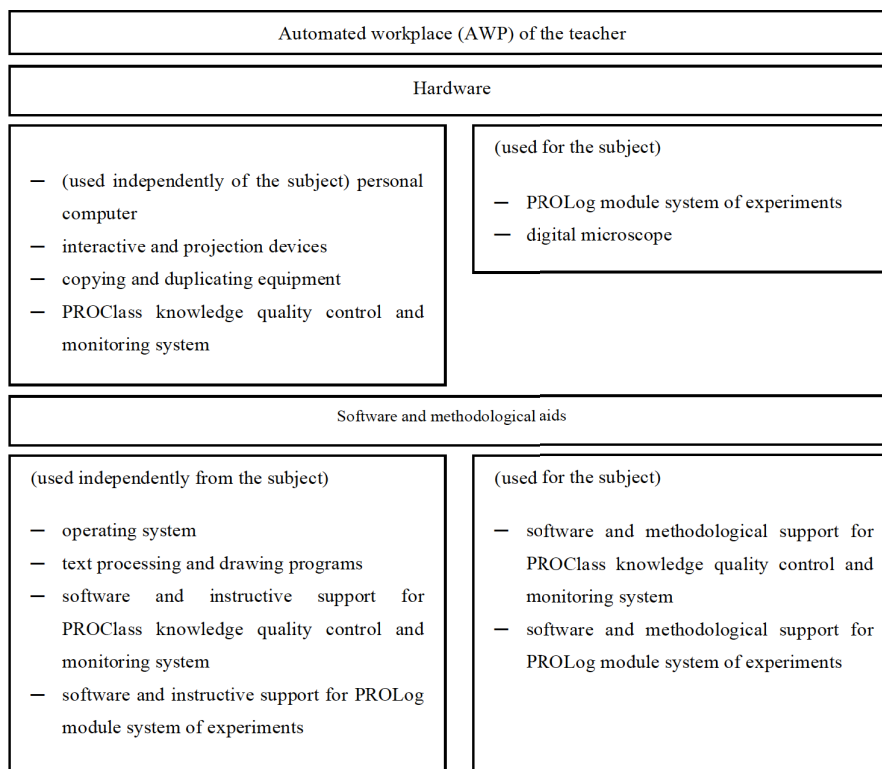 Automated workplace (AWP) of the teacher
Hardware
— (used independently of the subject) personal
computer
— interactive and projection devices
— copying and duplicating equipment
— PROClass knowledge quality control and
monitoring system
(used for the subject)
— PROLog module system of experiments
— digital microscope
Software and methodological aids
(used independently from the subject)
— operating system
— text processing and drawing programs
— software and instructive support for
PROClass knowledge quality control and
monitoring system
— software and instructive support for PROLog
module system of experiments
(used for the subject)
— software and methodological support for
PROClass knowledge quality control and
monitoring system
— software and methodological support for
PROLog module system of experiments